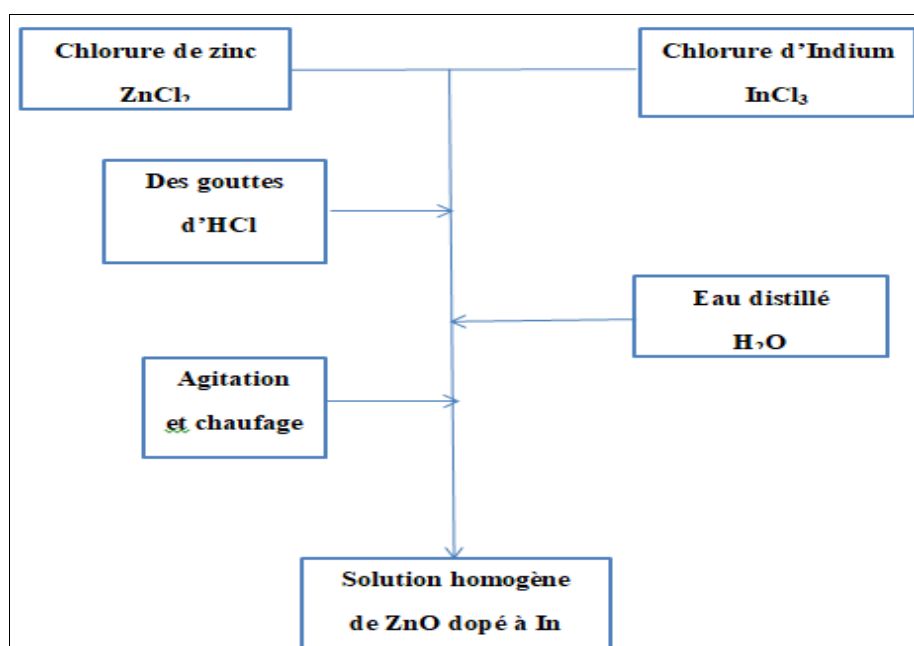 Chlorure de zinc
ZnCl₂
Chlorure d’Indium
InCl₃
Des gouttes
d’HCl
Eau distillé
H₂O
Agitation
et chaufage
Solution homogène
de ZnO dopé à In